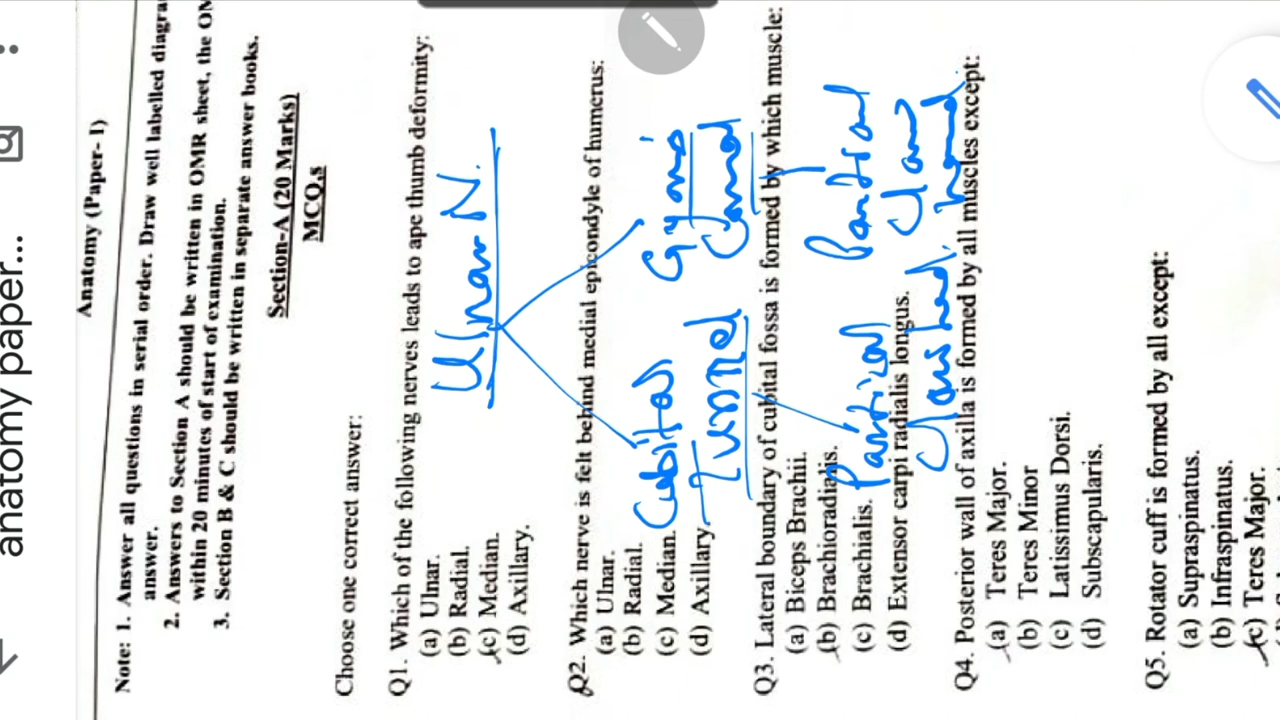 anatomy paper...
Anatomy (Paper- I)
Note: 1. Answer all questions in serial order. Draw well labelled diagra
answer.
2. Answers to Section A should be written in OMR sheet, the OM
within 20 minutes of start of examination.
3. Section B & C should be written in separate answer books.
Section-A (20 Marks)
MCQ,s
Choose one correct answer:
Q1. Which of the following nerves leads to ape thumb deformity:
(a) Ulnar.
(b) Radial.
(c) Median.
(d) Axillary.
Ulnar N.
Q2. Which nerve is felt behind medial epicondyle of humerus:
(a) Ulnar.
(b) Radial.
(c) Median.
(d) Axillary
Cubital
Tunnel
Canal
Q3. Lateral boundary of cubital fossa is formed by which muscle:
(a) Biceps Brachii.
(b) Brachioradialis.
(c) Brachialis.
(d) Extensor carpi radialis longus.
Claw
hand
Q4. Posterior wall of axilla is formed by all muscles except:
(a) Teres Major.
(b) Teres Minor
(c) Latissimus Dorsi.
(d) Subscapularis.
Q5. Rotator cuff is formed by all except:
(a) Supraspinatus.
(b) Infraspinatus.
(c) Teres Major.